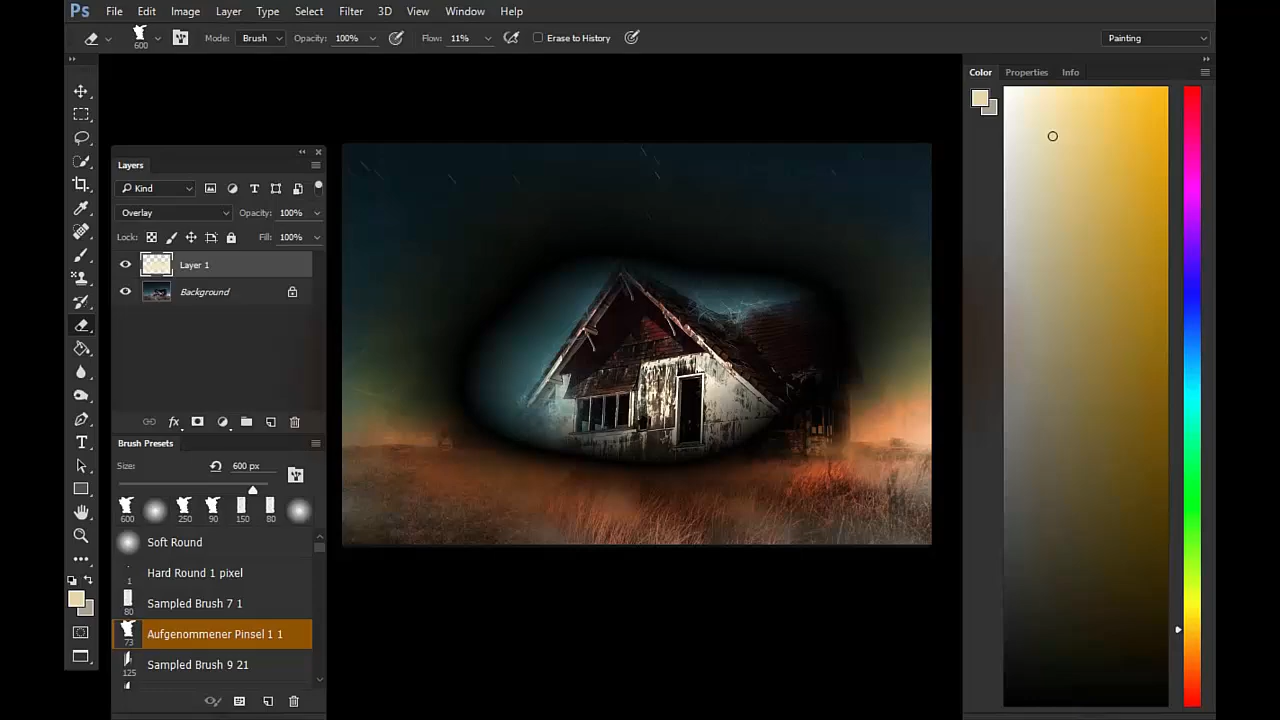 Ps File Edit Image Layer Type Select Filter 3D View Window Help
600 Mode: Brush Opacity: 100% Flow: 11% Erase to History Painting
Color Properties Info
Layers
Kind
Overlay Opacity: 100%
Lock: Fill: 100%
Layer 1
Background
fx
Brush Presets
Size: 600 px
600 250 90 150 80
Soft Round
Hard Round 1 pixel
1
Sampled Brush 7 1
80
Aufgenommener Pinsel 1 1
73
Sampled Brush 9 21
125